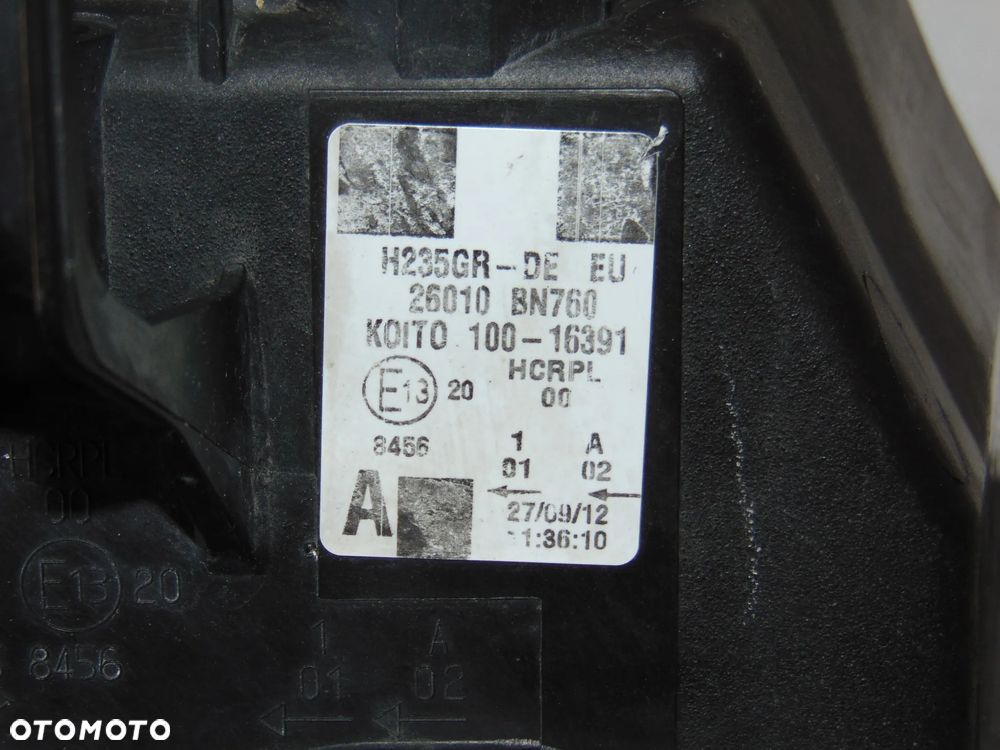 H235GR-DE EU
26010 BN760
KOITO 100-16391
HCRPL
E13 20 00
8456 1 A
01 02
A
27/09/12
11:36:10
HCRPL
00
E13 20
8456
1 A
01 02
OTOMOTO